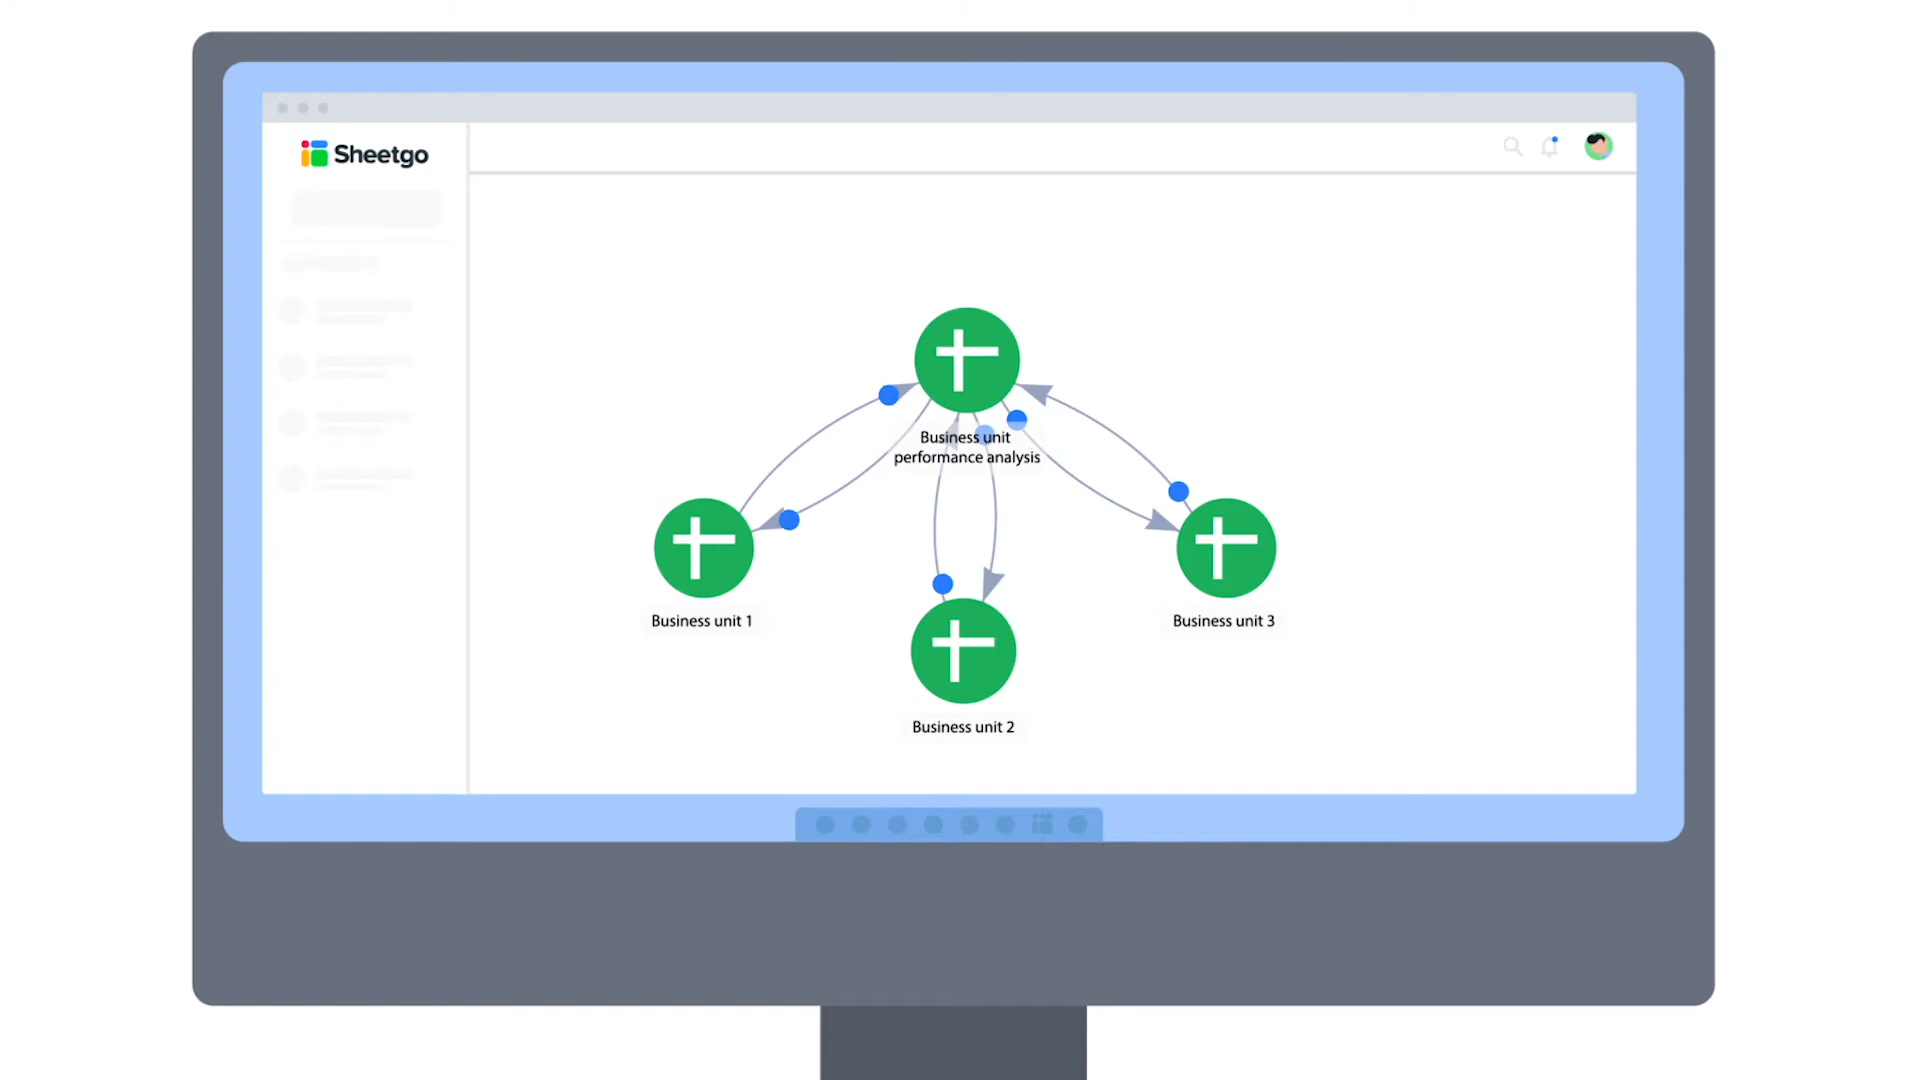 Sheetgo
Business unit
performance analysis
Business unit 1
Business unit 3
Business unit 2